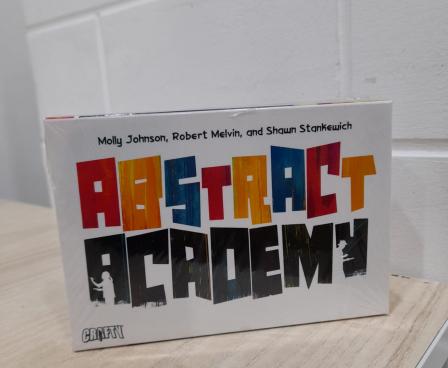 Molly Johnson, Robert Melvin, and Shawn Stankewich
ABSTRACT
ACADEMY
CRAFTY